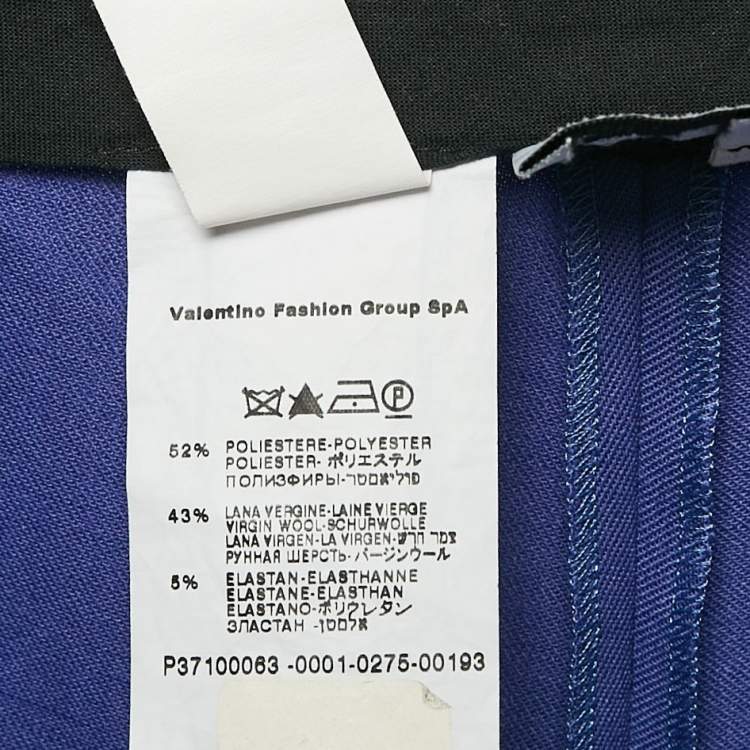 Valentino Fashion Group SpA
P
52% POLIESTERE-POLYESTER
POLIESTER- ポリエステル
ПОЛИЭФИРЫ-פוליאסטר
43% LANA VERGINE-LAINE VIERGE
VIRGIN WOOL-SCHURWOLLE
LANA VIRGEN-LA VIRGEN-צמר חדש
РУННАЯ ШЕРСТЬ-バージンウール
5% ELASTAN-ELASTHANNE
ELASTANE-ELASTHAN
ELASTANO-ポリウレタン
ЭЛАСТАН -אלסטן
P37100063 -0001-0275-00193